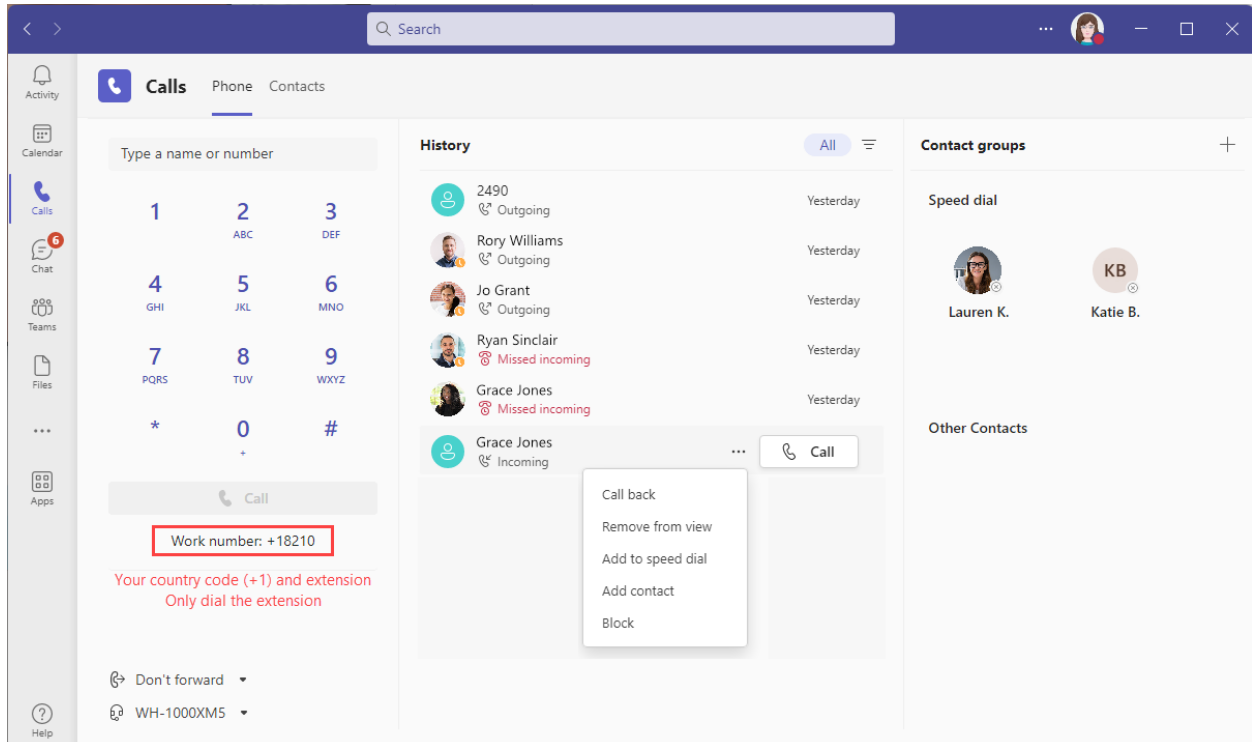 Search
...
Activity
Calendar
Calls
6
Chat
Teams
Files
...
Apps
Help
Calls
Phone
Contacts
Type a name or number
1
2
3
ABC
DEF
4
5
6
GHI
JKL
MNO
7
8
9
PQRS
TUV
WXYZ
*
0
#
+
Call
Work number: +18210
Your country code (+1) and extension
Only dial the extension
Don't forward
WH-1000XM5
History
All
2490
Outgoing
Yesterday
Rory Williams
Outgoing
Yesterday
Jo Grant
Outgoing
Yesterday
Ryan Sinclair
Missed incoming
Yesterday
Grace Jones
Missed incoming
Yesterday
Grace Jones
Incoming
...
Call
Call back
Remove from view
Add to speed dial
Add contact
Block
Contact groups
Speed dial
KB
Lauren K.
Katie B.
Other Contacts